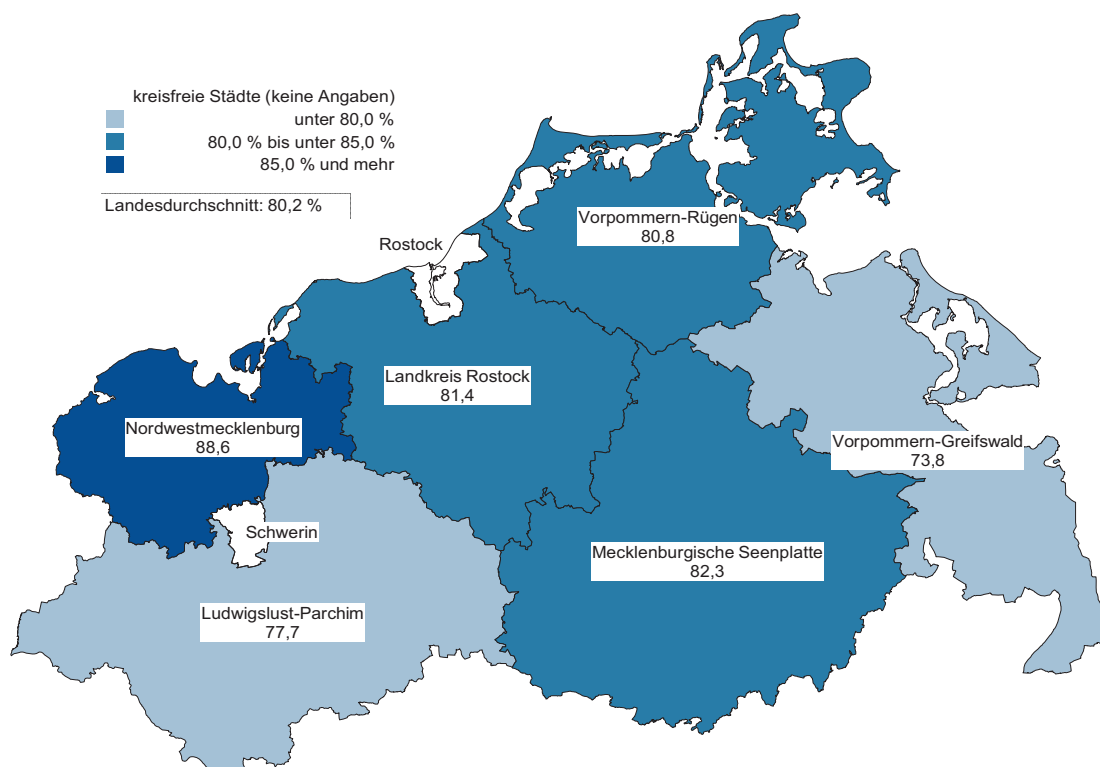 kreisfreie Städte (keine Angaben)
unter 80,0 %
80,0 % bis unter 85,0 %
85,0 % und mehr
Landesdurchschnitt: 80,2 %
Vorpommern-Rügen
80,8
Rostock
Landkreis Rostock
81,4
Nordwestmecklenburg
88,6
Vorpommern-Greifswald
73,8
Schwerin
Mecklenburgische Seenplatte
82,3
Ludwigslust-Parchim
77,7